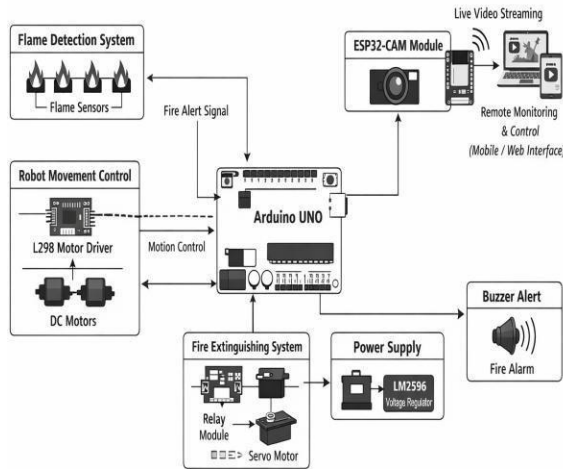 Live Video Streaming
Flame Detection System
Flame Sensors
ESP32-CAM Module
Remote Monitoring
& Control
(Mobile / Web Interface)
Fire Alert Signal
Robot Movement Control
L298 Motor Driver
DC Motors
Motion Control
Arduino UNO
Buzzer Alert
Fire Alarm
Fire Extinguishing System
Relay
Module
Servo Motor
Power Supply
LM2596
Voltage Regulator